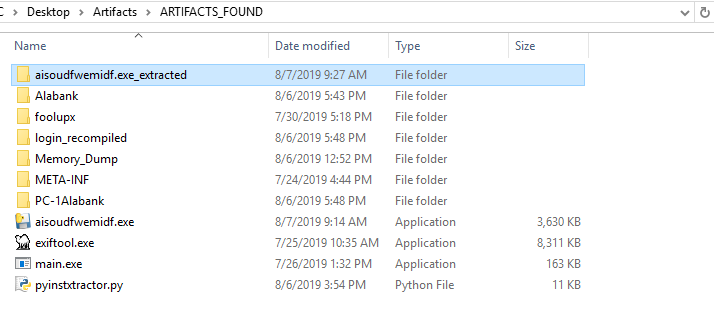 C > Desktop > Artifacts > ARTIFACTS_FOUND
Name Date modified Type Size
aisoudfwemidf.exe_extracted 8/7/2019 9:27 AM File folder
Alabank 8/6/2019 5:43 PM File folder
foolupx 7/30/2019 5:18 PM File folder
login_recompiled 8/6/2019 5:48 PM File folder
Memory_Dump 8/6/2019 12:52 PM File folder
META-INF 7/24/2019 4:44 PM File folder
PC-1Alabank 8/6/2019 5:48 PM File folder
aisoudfwemidf.exe 8/7/2019 9:14 AM Application 3,630 KB
exiftool.exe 7/25/2019 10:35 AM Application 8,311 KB
main.exe 7/26/2019 1:32 PM Application 163 KB
pyinstxtractor.py 8/6/2019 3:54 PM Python File 11 KB